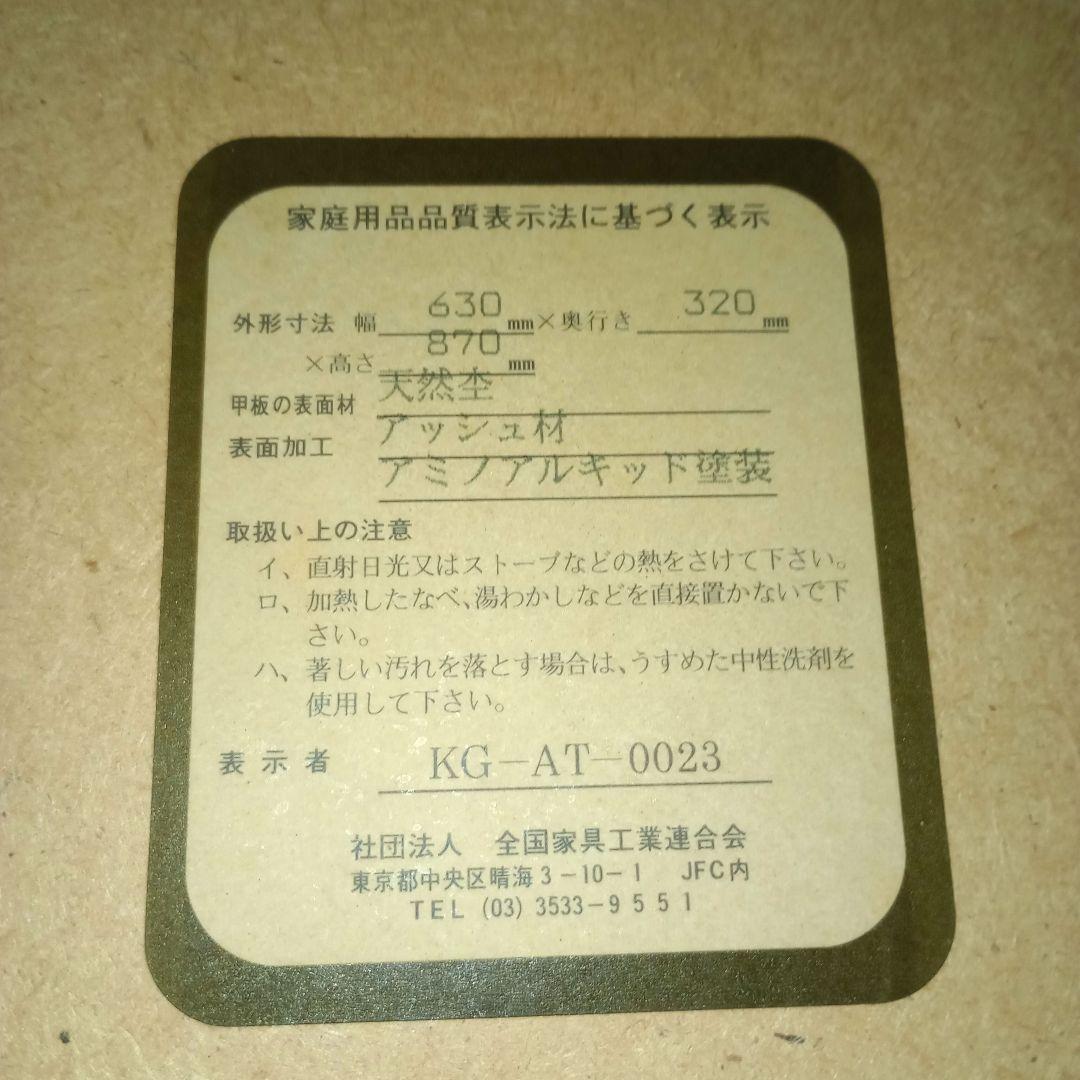 家庭用品品質表示法に基づく表示
外形寸法 幅 630 mm×奥行き 320 mm
×高さ 870 mm
甲板の表面材 天然杢
アッシュ材
表面加工 アミノアルキッド塗装
取扱い上の注意
イ、直射日光又はストーブなどの熱をさけて下さい。
ロ、加熱したなべ、湯わかしなどを直接置かないで下
さい。
ハ、著しい汚れを落とす場合は、うすめた中性洗剤を
使用して下さい。
表示者 KG-AT-0023
社団法人 全国家具工業連合会
東京都中央区晴海3-10-1 JFC内
TEL (03) 3533-9551